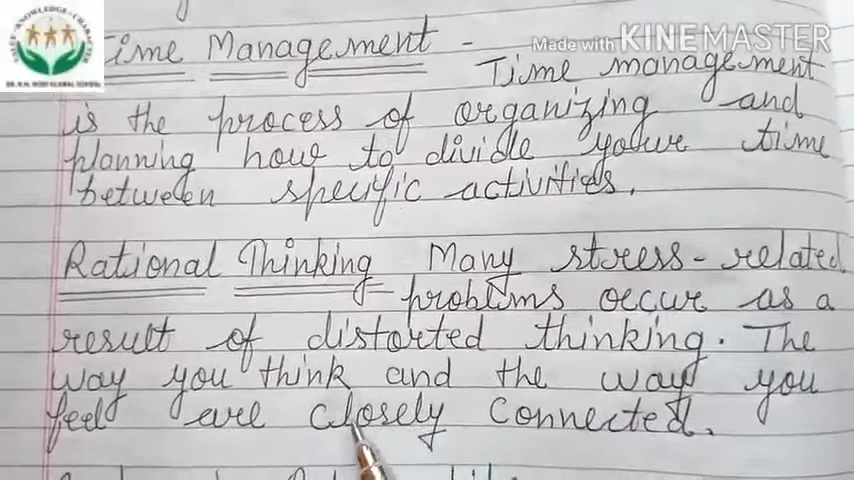 Made with KINEMASTER
Time Management -
Time management
is the process of organizing and
planning how to divide your time
between specific activities.
Rational Thinking Many stress-related
problems occur as a
result of distorted thinking. The
way you think and the way you
feel are closely connected.